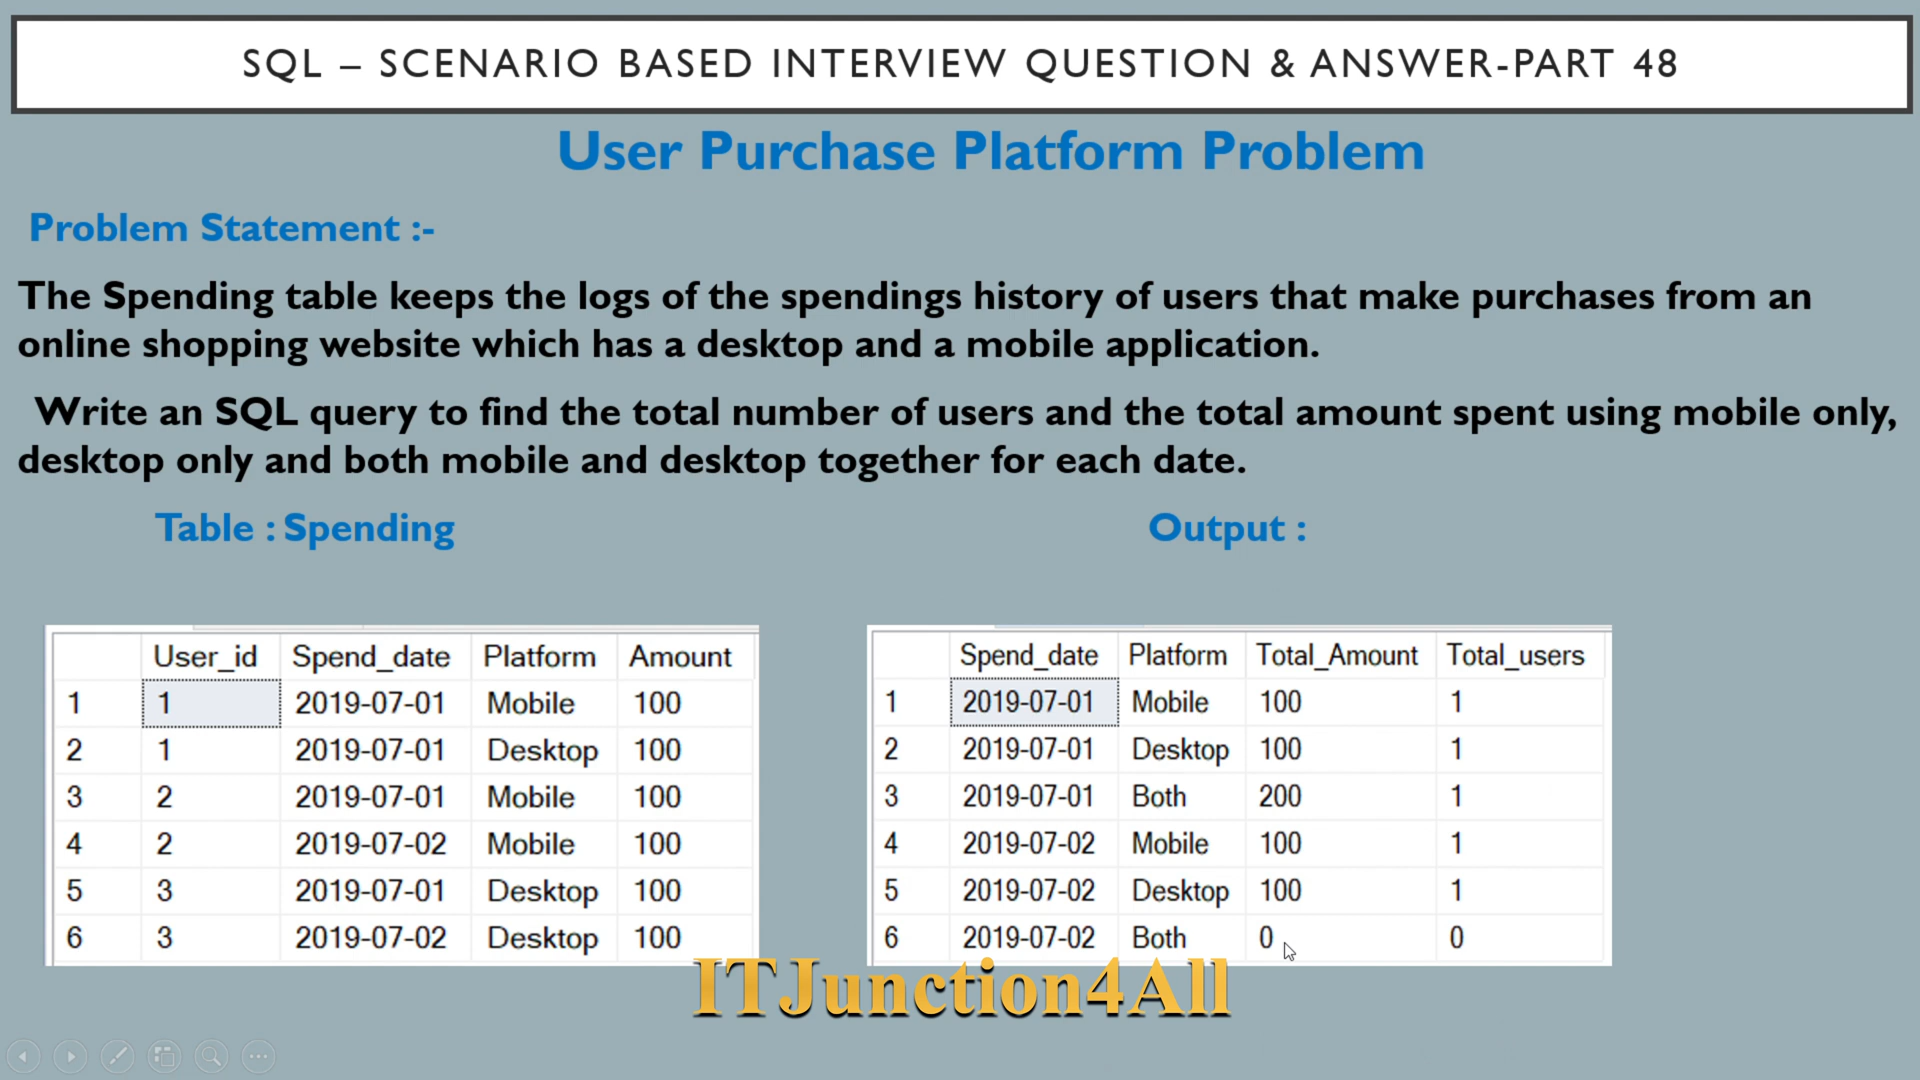 SQL – SCENARIO BASED INTERVIEW QUESTION & ANSWER-PART 48
User Purchase Platform Problem
Problem Statement :-
The Spending table keeps the logs of the spendings history of users that make purchases from an
online shopping website which has a desktop and a mobile application.
Write an SQL query to find the total number of users and the total amount spent using mobile only,
desktop only and both mobile and desktop together for each date.
Table : Spending
Output :
User_id Spend_date Platform Amount
1 1 2019-07-01 Mobile 100
2 1 2019-07-01 Desktop 100
3 2 2019-07-01 Mobile 100
4 2 2019-07-02 Mobile 100
5 3 2019-07-01 Desktop 100
6 3 2019-07-02 Desktop 100
Spend_date Platform Total_Amount Total_users
1 2019-07-01 Mobile 100 1
2 2019-07-01 Desktop 100 1
3 2019-07-01 Both 200 1
4 2019-07-02 Mobile 100 1
5 2019-07-02 Desktop 100 1
6 2019-07-02 Both 0 0
ITJunction4All